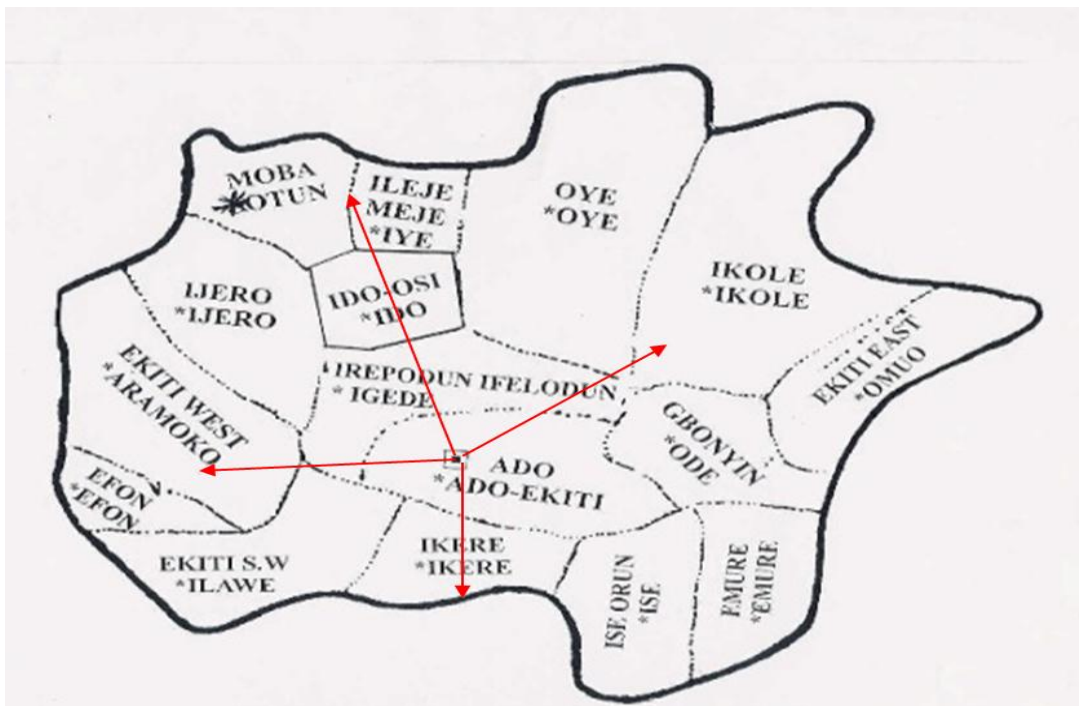 MOBA
*OTUN
ILEJE
MEJE
*IYE
OYE
*OYE
IKOLE
*IKOLE
IJERO
*IJERO
IDO-OSI
*IDO
EKITI EAST
*OMUO
EKITI WEST
*ARAMOKO
IREPODUN IFELODUN
* IGEDE
GBONYIN
*ODE
ADO
*ADO-EKITI
EFON
*EFON
EKITI S.W
*ILAWE
IKERE
*IKERE
ISE ORUN
*ISE
EMURE
*EMURE